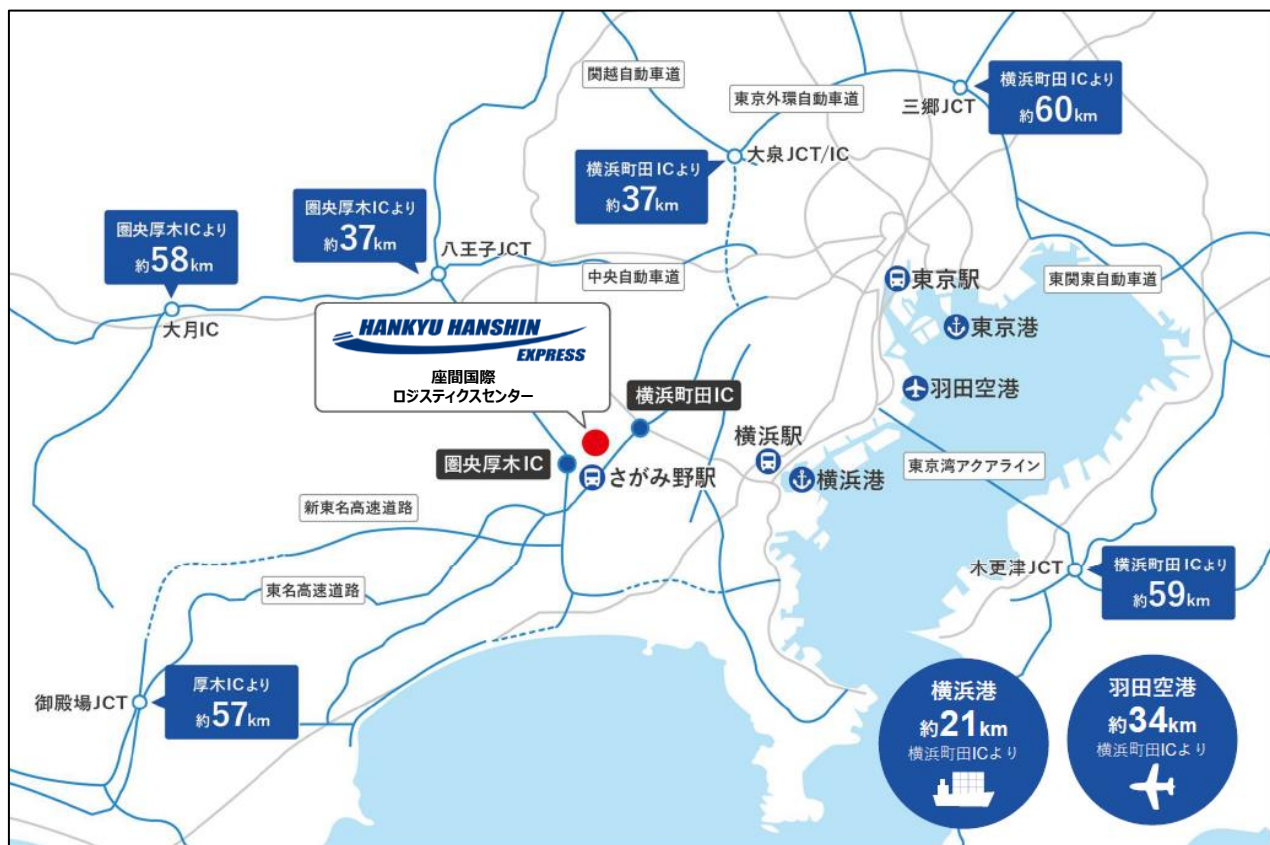 関越自動車道
東京外環自動車道
三郷JCT
横浜町田ICより
約60km
大泉JCT/IC
横浜町田ICより
約37km
圏央厚木ICより
約37km
八王子JCT
圏央厚木ICより
約58km
大月IC
中央自動車道
東京駅
東関東自動車道
東京港
HANKYU HANSHIN
EXPRESS
座間国際
ロジスティクスセンター
羽田空港
横浜町田IC
横浜駅
圏央厚木IC
さがみ野駅
横浜港
東京湾アクアライン
新東名高速道路
木更津JCT
横浜町田ICより
約59km
東名高速道路
御殿場JCT
厚木ICより
約57km
横浜港
約21km
横浜町田ICより
羽田空港
約34km
横浜町田ICより